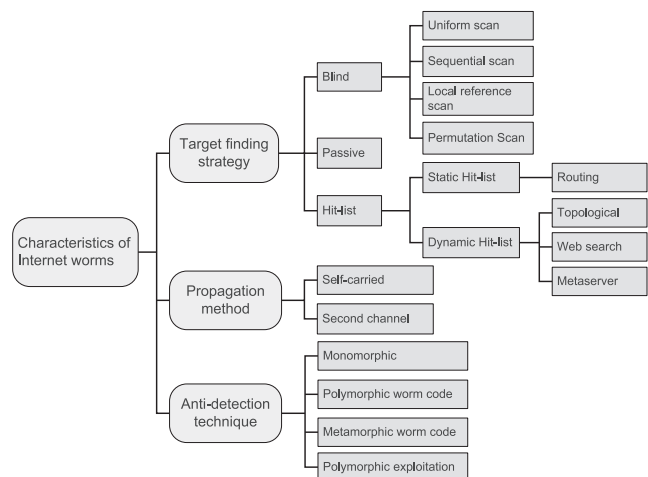 Characteristics of
Internet worms
Target finding
strategy
Blind
Uniform scan
Sequential scan
Local reference
scan
Permutation Scan
Passive
Hit-list
Static Hit-list
Routing
Dynamic Hit-list
Topological
Web search
Metaserver
Propagation
method
Self-carried
Second channel
Anti-detection
technique
Monomorphic
Polymorphic worm code
Metamorphic worm code
Polymorphic exploitation